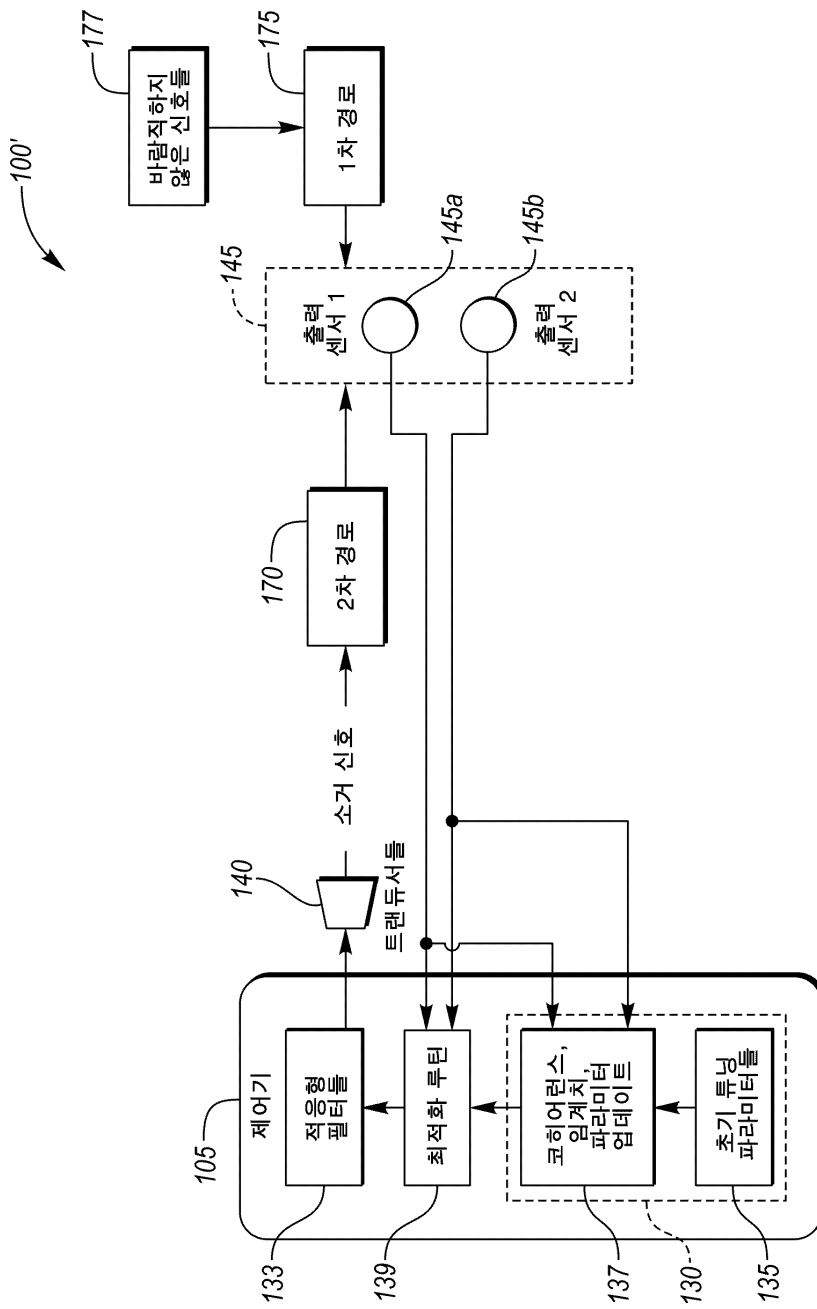 100'
177
바람직하지
않은 신호들
175
1차 경로
145
출력
센서 1
145a
145b
출력
센서 2
170
2차 경로
소거 신호
140
트랜듀서들
105
제어기
적응형
필터들
133
최적화 루틴
139
코히어런스,
임계치,
파라미터
업데이트
137
130
초기 튜닝
파라미터들
135